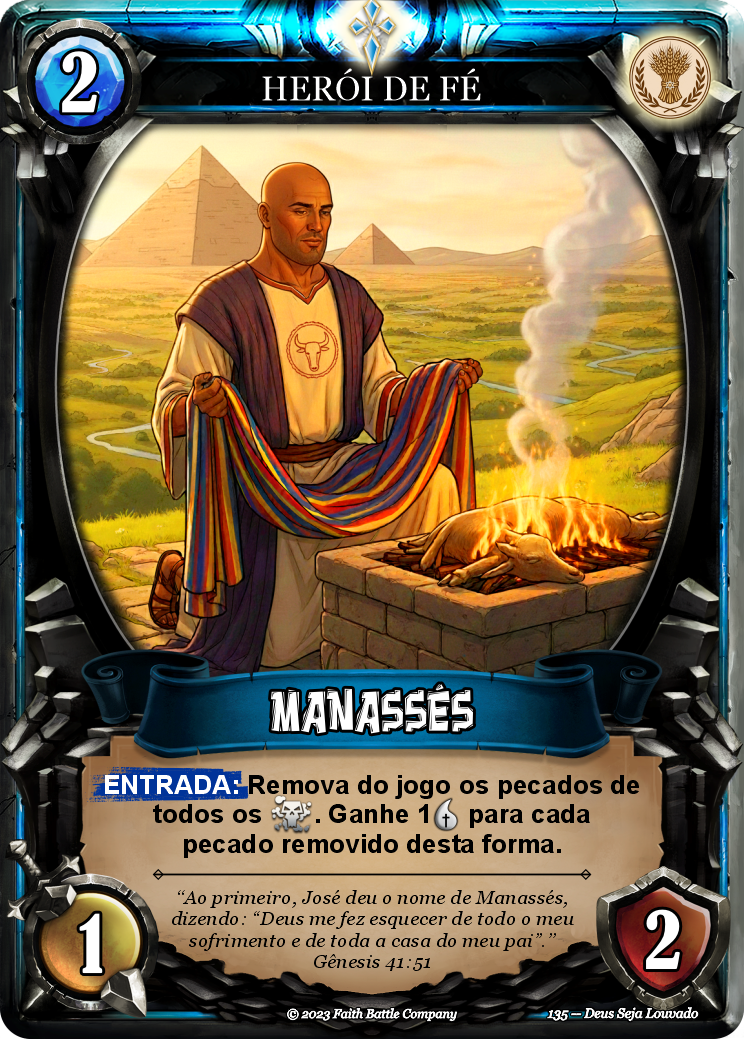 2
HERÓI DE FÉ
MANASSÉS
ENTRADA: Remova do jogo os pecados de
todos os . Ganhe 1 para cada
pecado removido desta forma.
“Ao primeiro, José deu o nome de Manassés,
dizendo: “Deus me fez esquecer de todo o meu
sofrimento e de toda a casa do meu pai”.”
Gênesis 41:51
1
2
© 2023 Faith Battle Company
135 – Deus Seja Louvado